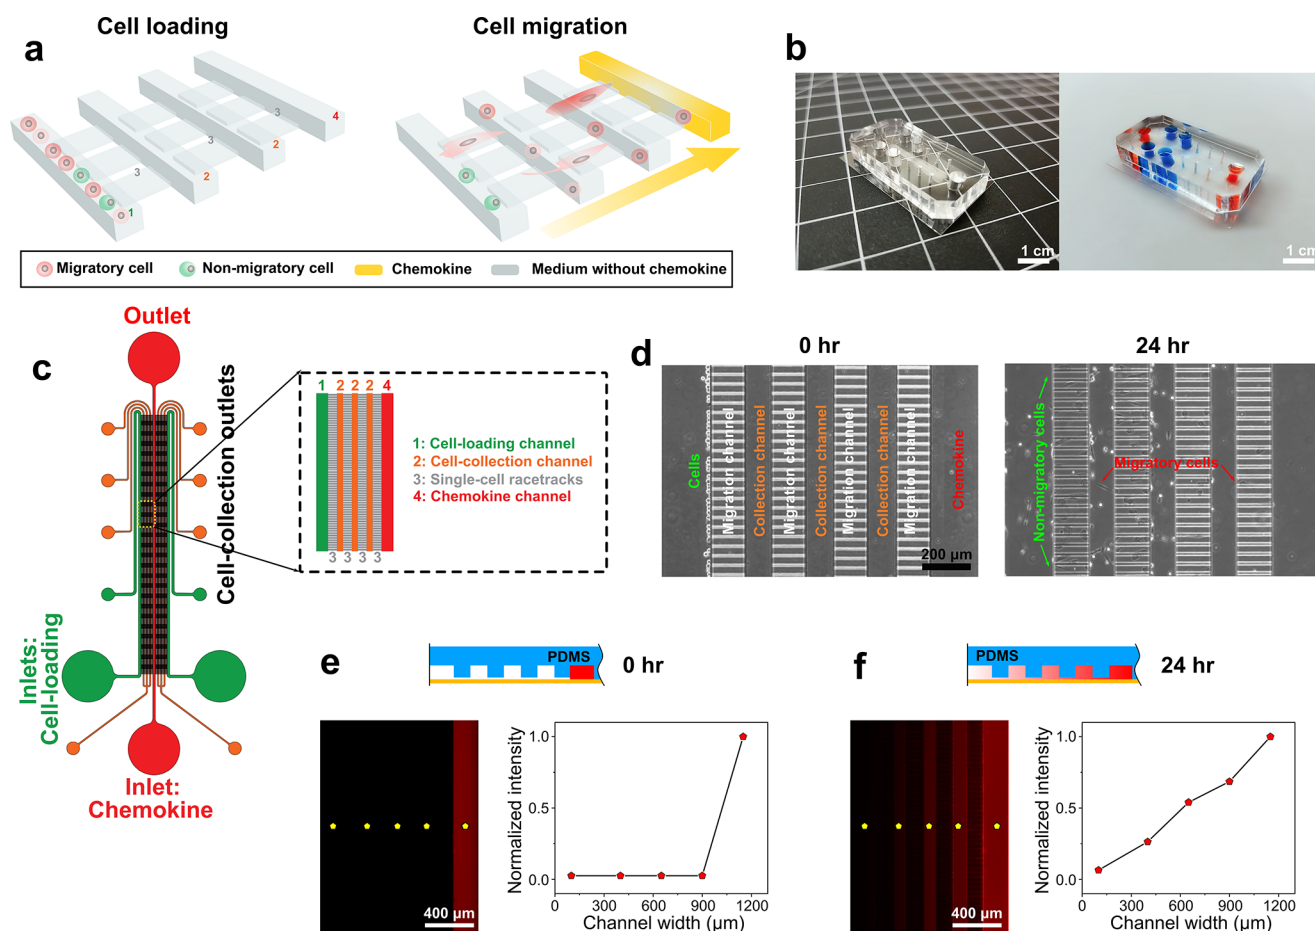 a
Cell loading
Cell migration
3
4
3
2
3
2
1
Migratory cell
Non-migratory cell
Chemokine
Medium without chemokine
b
1 cm
1 cm
c
Outlet
Cell-collection outlets
Inlets:
Cell-loading
Inlet:
Chemokine
1 2 2 2 4
1: Cell-loading channel
2: Cell-collection channel
3: Single-cell racetracks
4: Chemokine channel
3 3 3 3
d
0 hr
24 hr
Cells
Migration channel
Collection channel
Migration channel
Collection channel
Migration channel
Collection channel
Migration channel
Chemokine
200 µm
Non-migratory cells
Migratory cells
e
PDMS
0 hr
400 µm
Normalized intensity
1.0
0.5
0.0
0 300 600 900 1200
Channel width (µm)
f
PDMS
24 hr
400 µm
Normalized intensity
1.0
0.5
0.0
0 300 600 900 1200
Channel width (µm)